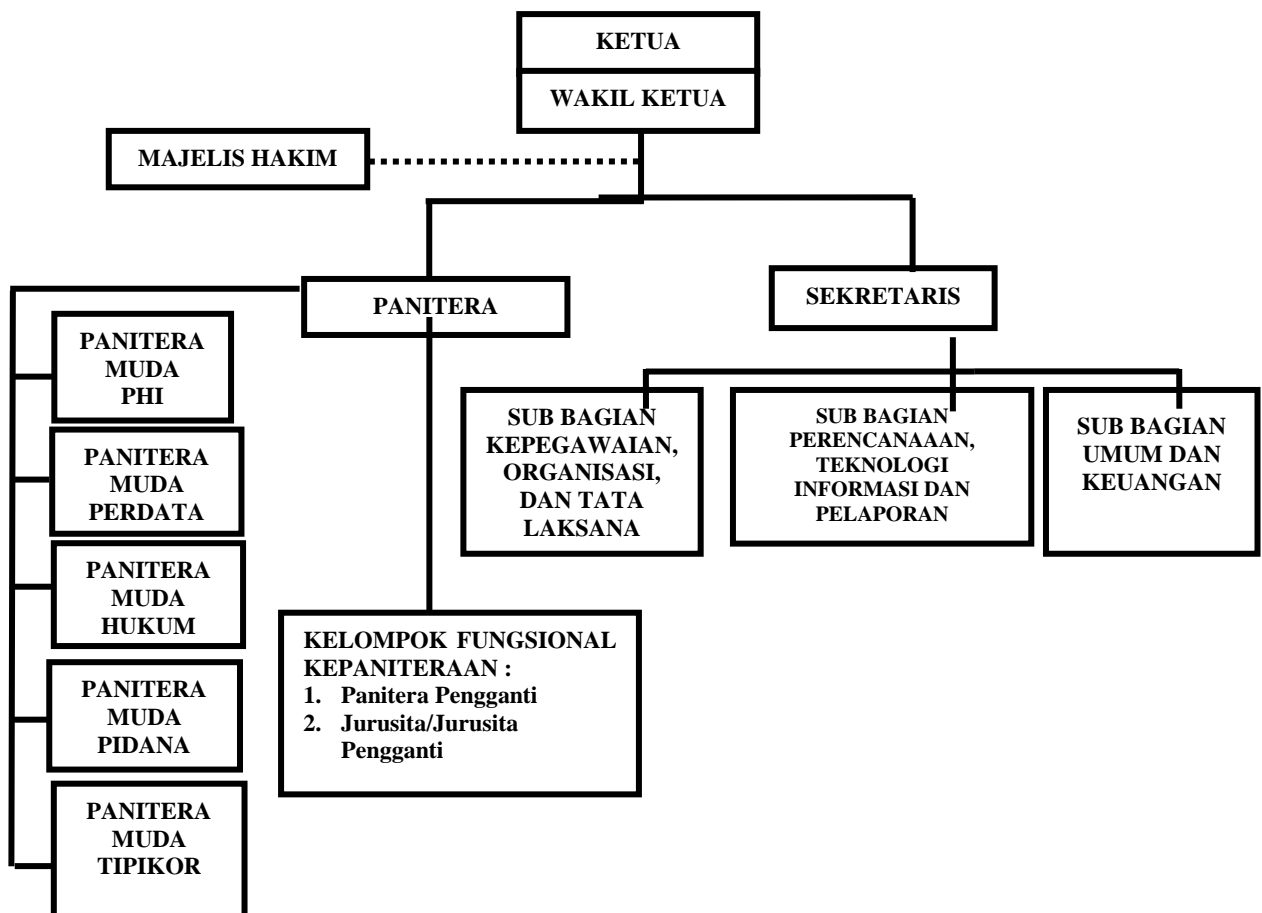 KETUA
WAKIL KETUA
MAJELIS HAKIM
PANITERA
SEKRETARIS
PANITERA
MUDA
PHI
PANITERA
MUDA
PERDATA
PANITERA
MUDA
HUKUM
PANITERA
MUDA
PIDANA
PANITERA
MUDA
TIPIKOR
KELOMPOK FUNGSIONAL
KEPANITERAAN :
1. Panitera Pengganti
2. Jurusita/Jurusita
Pengganti
SUB BAGIAN
KEPEGAWAIAN,
ORGANISASI,
DAN TATA
LAKSANA
SUB BAGIAN
PERENCANAAAN,
TEKNOLOGI
INFORMASI DAN
PELAPORAN
SUB BAGIAN
UMUM DAN
KEUANGAN